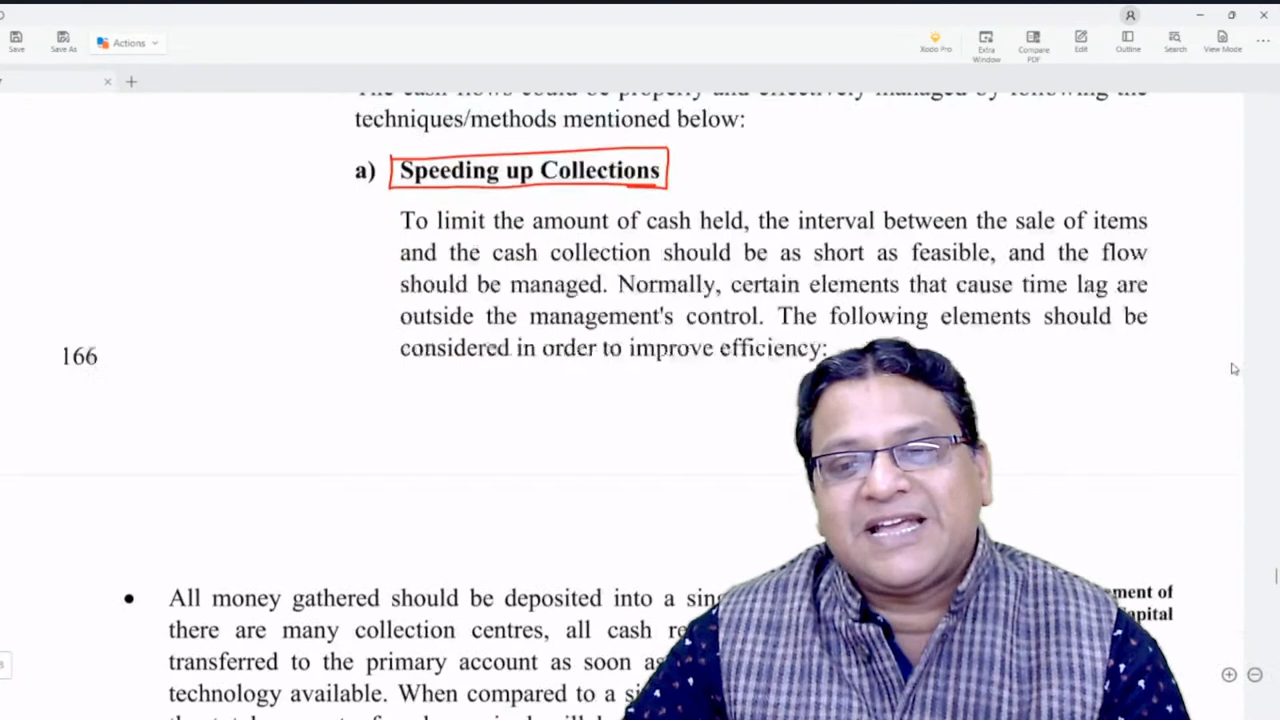 Save
Save As
Actions
Xodo Pro
Extra Window
Compare PDF
Edit
Outline
Search
View Mode
techniques/methods mentioned below:
a) Speeding up Collections
To limit the amount of cash held, the interval between the sale of items
and the cash collection should be as short as feasible, and the flow
should be managed. Normally, certain elements that cause time lag are
outside the management's control. The following elements should be
considered in order to improve efficiency:
166
• All money gathered should be deposited into a
there are many collection centres, all cash
transferred to the primary account as soon
technology available. When compared to a